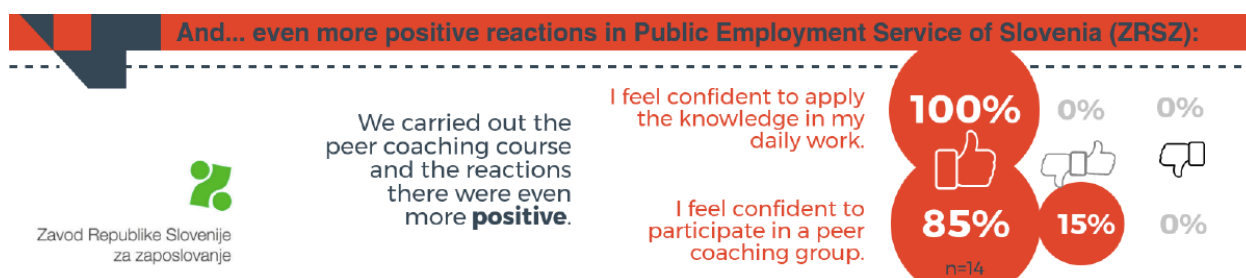 And... even more positive reactions in Public Employment Service of Slovenia (ZRSZ):
We carried out the
peer coaching course
and the reactions
there were even
more positive.
Zavod Republike Slovenije
za zaposlovanje
I feel confident to apply
the knowledge in my
daily work.
100%
0%
0%
I feel confident to
participate in a peer
coaching group.
85%
15%
0%
n=14